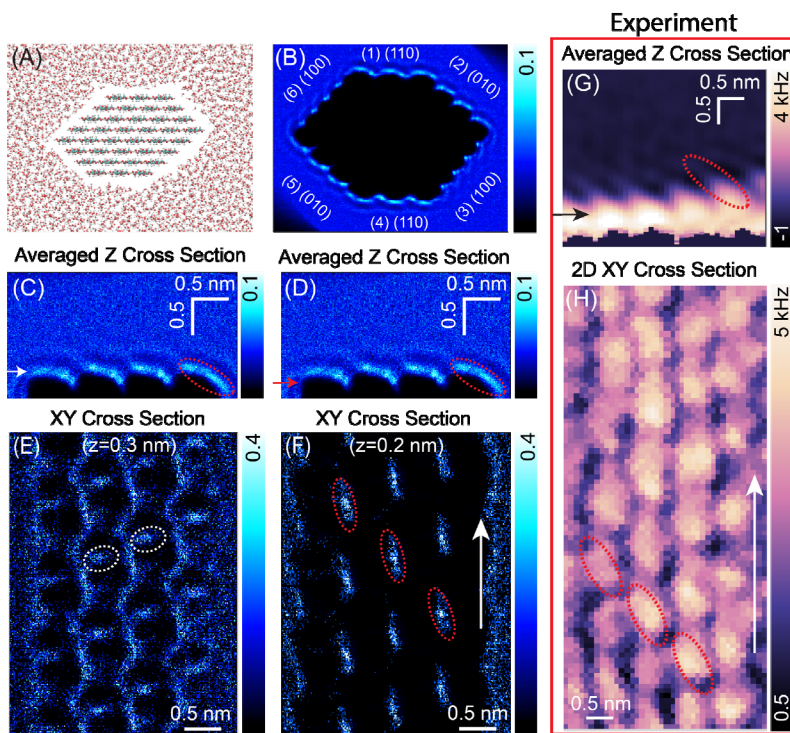 Experiment
Averaged Z Cross Section
(A)
(B)
(1) (110)
(2) (010)
(3) (100)
(4) (110)
(5) (010)
(6) (100)
0.1
(G)
0.5 nm
0.5
4 kHz
-1
Averaged Z Cross Section
(C)
0.5 nm
0.5
0.1
Averaged Z Cross Section
(D)
0.5 nm
0.5
0.1
2D XY Cross Section
(H)
5 kHz
0.5
0.5 nm
XY Cross Section
(E)
(z=0.3 nm)
0.4
0.5 nm
XY Cross Section
(F)
(z=0.2 nm)
0.4
0.5 nm